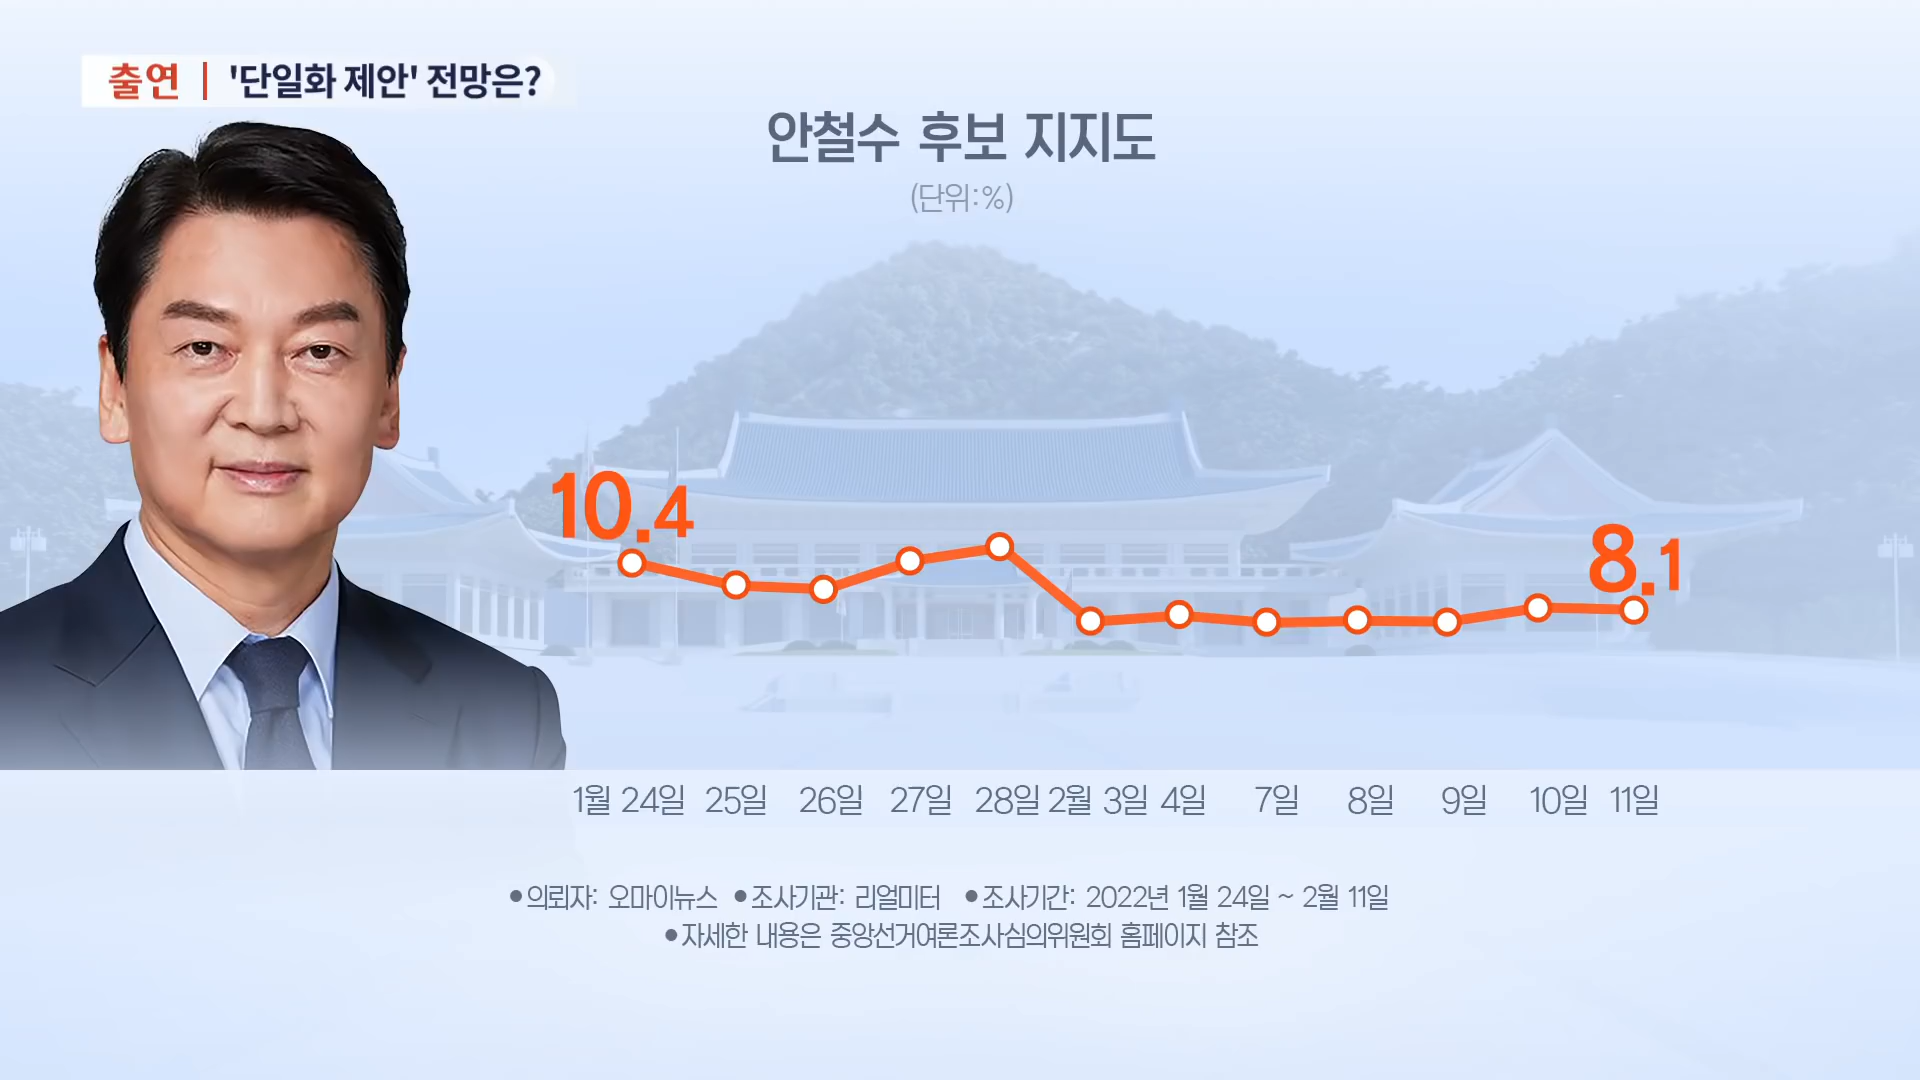 출연 | '단일화 제안' 전망은?
안철수 후보 지지도
(단위:%)
10.4
8.1
1월 24일 25일 26일 27일 28일 2월 3일 4일 7일 8일 9일 10일 11일
•의뢰자: 오마이뉴스 •조사기관: 리얼미터 •조사기간: 2022년 1월 24일 ~ 2월 11일
•자세한 내용은 중앙선거여론조사심의위원회 홈페이지 참조